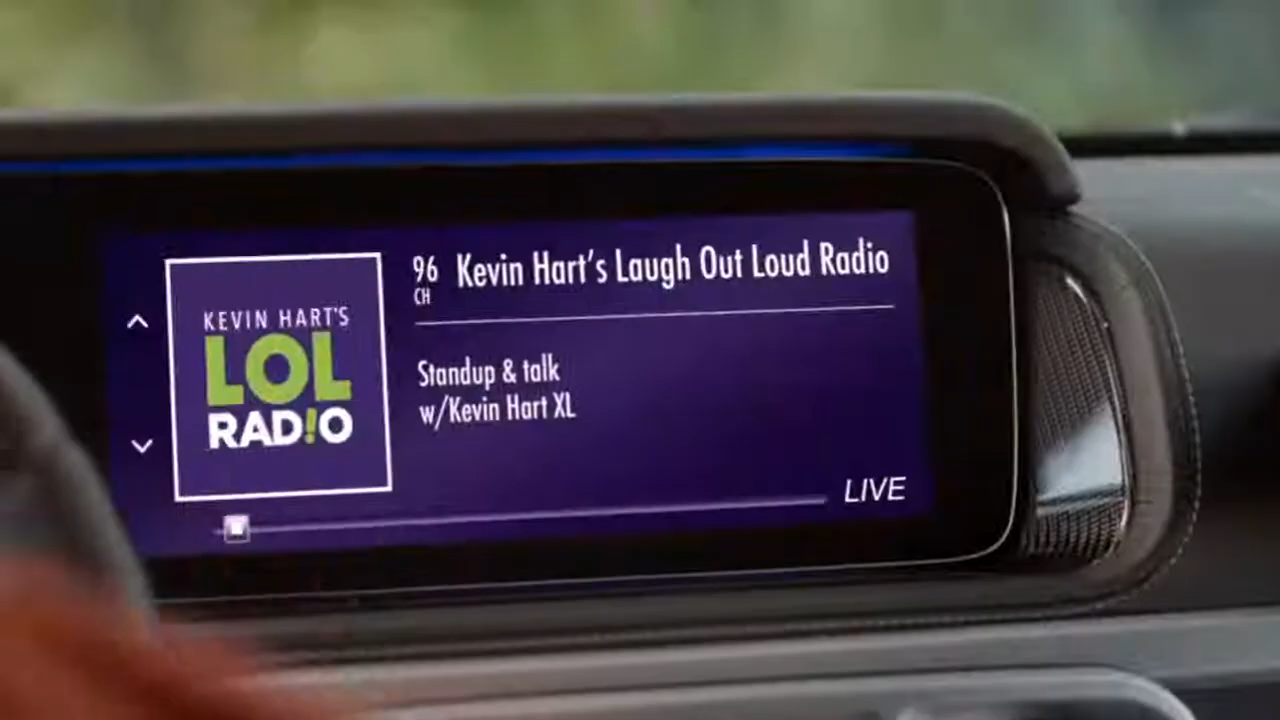 KEVIN HART'S
LOL
RAD!O
96 Kevin Hart's Laugh Out Loud Radio
CH
Standup & talk
w/Kevin Hart XL
LIVE